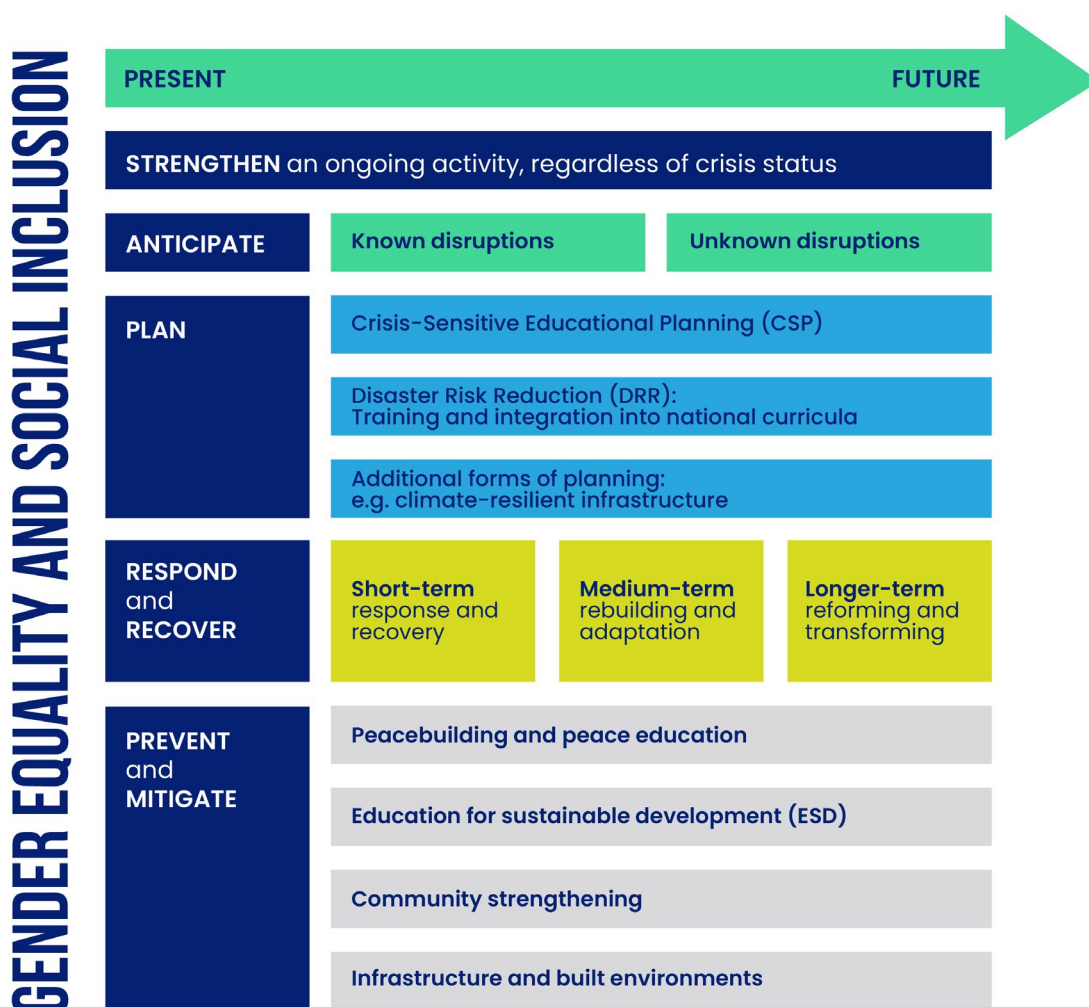 GENDER EQUALITY AND SOCIAL INCLUSION
PRESENT
FUTURE
STRENGTHEN an ongoing activity, regardless of crisis status
ANTICIPATE
Known disruptions
Unknown disruptions
PLAN
Crisis-Sensitive Educational Planning (CSP)
Disaster Risk Reduction (DRR):
Training and integration into national curricula
Additional forms of planning:
e.g. climate-resilient infrastructure
RESPOND
and
RECOVER
Short-term
response and
recovery
Medium-term
rebuilding and
adaptation
Longer-term
reforming and
transforming
PREVENT
and
MITIGATE
Peacebuilding and peace education
Education for sustainable development (ESD)
Community strengthening
Infrastructure and built environments